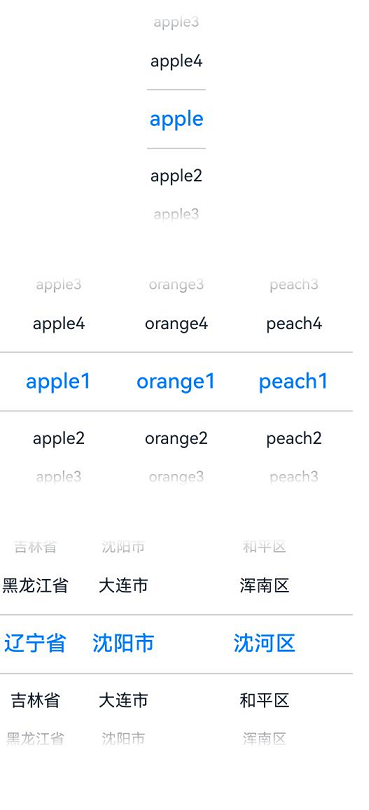 apple3
apple4
apple
apple2
apple3
apple3 orange3 peach3
apple4 orange4 peach4
apple1 orange1 peach1
apple2 orange2 peach2
apple3 orange3 peach3
吉林省 沈阳市 和平区
黑龙江省 大连市 浑南区
辽宁省 沈阳市 沈河区
吉林省 大连市 和平区
黑龙江省 沈阳市 浑南区